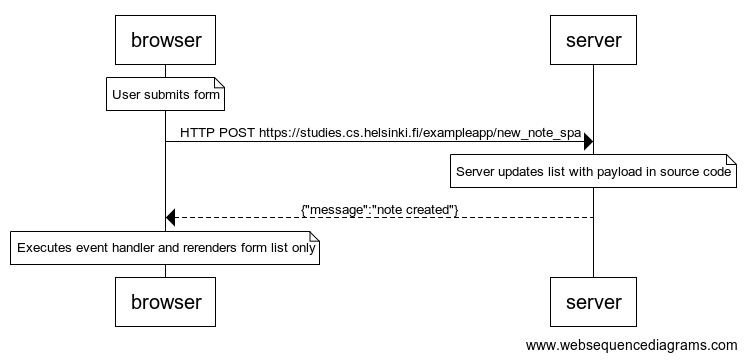 browser
server
User submits form
HTTP POST https://studies.cs.helsinki.fi/exampleapp/new_note_spa
Server updates list with payload in source code
{"message":"note created"}
Executes event handler and rerenders form list only
browser
server
www.websequencediagrams.com